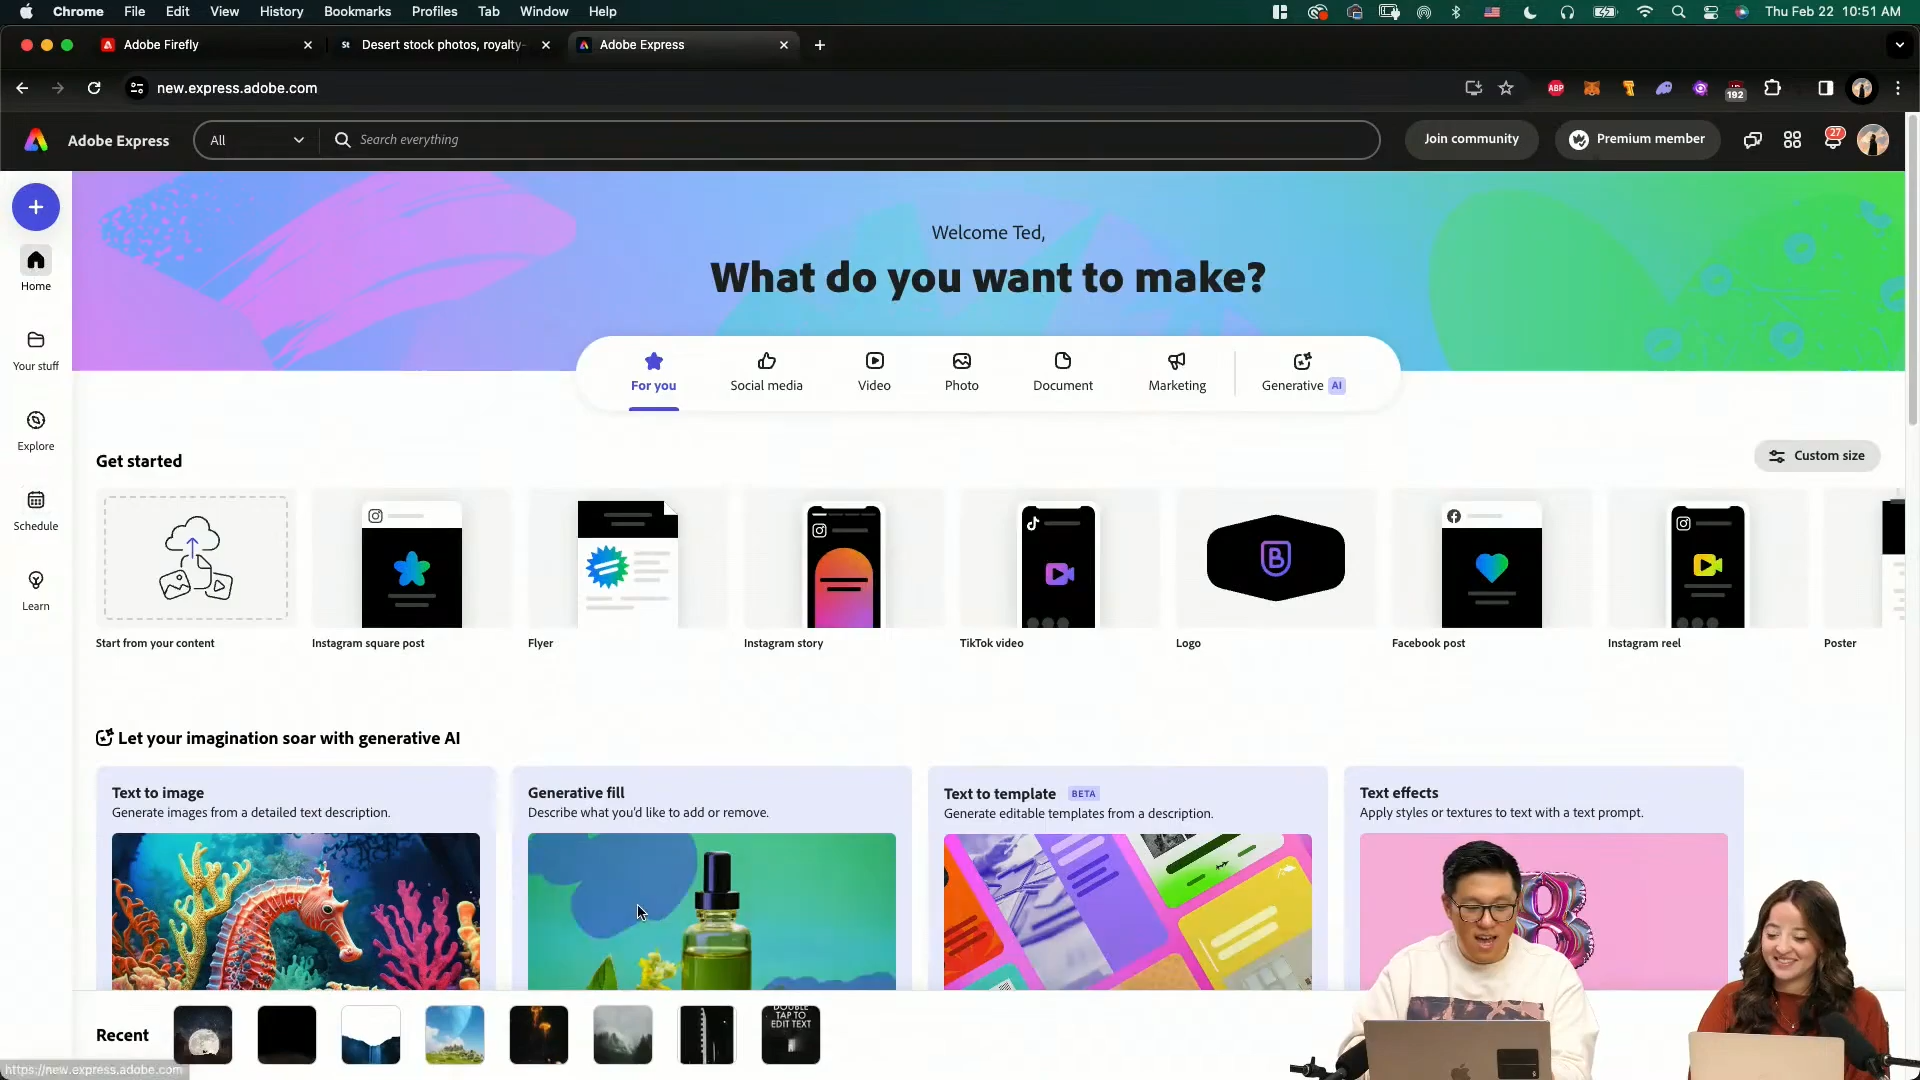 Chrome File Edit View History Bookmarks Profiles Tab Window Help Thu Feb 22 10:51 AM
Adobe Firefly St Desert stock photos, royalty- Adobe Express
new.express.adobe.com ABP 192
Adobe Express All Search everything Join community Premium member 27
Welcome Ted,
What do you want to make?
Home
Your stuff
Explore
Schedule
Learn
For you Social media Video Photo Document Marketing Generative AI
Get started Custom size
B
Start from your content Instagram square post Flyer Instagram story TikTok video Logo Facebook post Instagram reel Poster
Let your imagination soar with generative AI
Text to image
Generate images from a detailed text description.
Generative fill
Describe what you'd like to add or remove.
Text to template BETA
Generate editable templates from a description.
Text effects
Apply styles or textures to text with a text prompt.
Recent
DOUBLE
TAP TO
EDIT TEXT
https://new.express.adobe.com